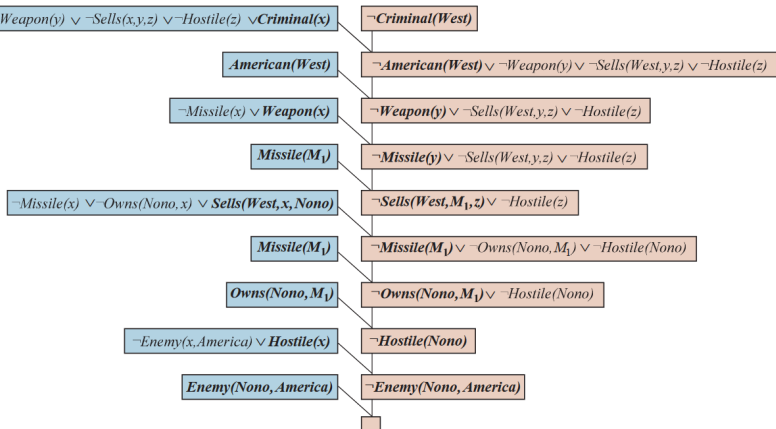 Weapon(y) ∨ ¬Sells(x,y,z) ∨ ¬Hostile(z) ∨Criminal(x)
¬Criminal(West)
American(West)
¬American(West) ∨ ¬Weapon(y) ∨ ¬Sells(West,y,z) ∨ ¬Hostile(z)
¬Missile(x) ∨ Weapon(x)
¬Weapon(y) ∨ ¬Sells(West,y,z) ∨ ¬Hostile(z)
Missile(M₁)
¬Missile(y) ∨ ¬Sells(West,y,z) ∨ ¬Hostile(z)
¬Missile(x) ∨ ¬Owns(Nono,x) ∨ Sells(West,x,Nono)
¬Sells(West,M₁,z) ∨ ¬Hostile(z)
Missile(M₁)
¬Missile(M₁) ∨ ¬Owns(Nono,M₁) ∨ ¬Hostile(Nono)
Owns(Nono,M₁)
¬Owns(Nono,M₁) ∨ ¬Hostile(Nono)
¬Enemy(x,America) ∨ Hostile(x)
¬Hostile(Nono)
Enemy(Nono,America)
¬Enemy(Nono,America)